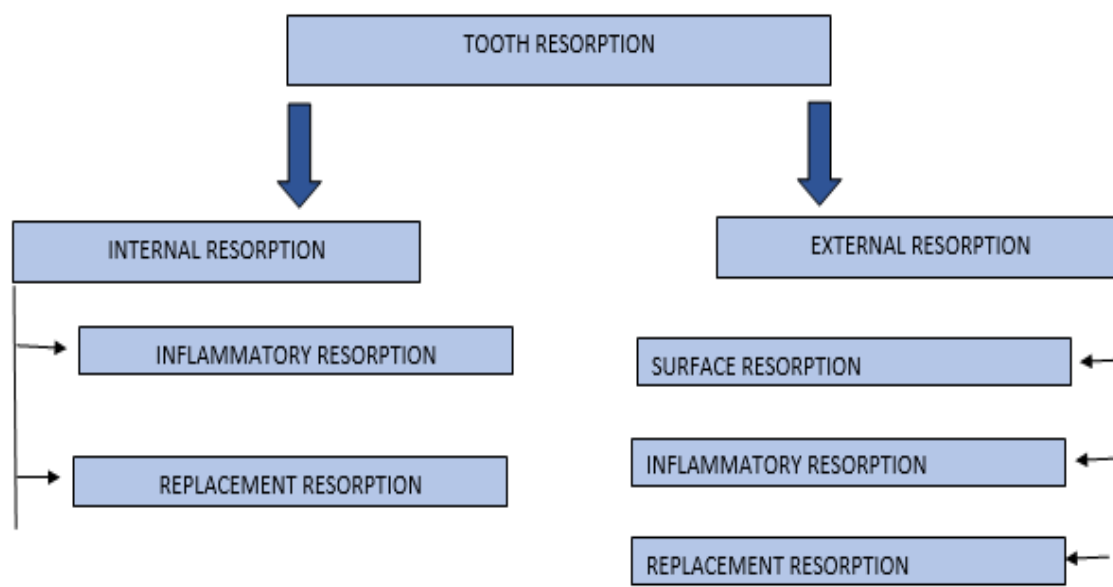 TOOTH RESORPTION
INTERNAL RESORPTION
EXTERNAL RESORPTION
INFLAMMATORY RESORPTION
REPLACEMENT RESORPTION
SURFACE RESORPTION
INFLAMMATORY RESORPTION
REPLACEMENT RESORPTION